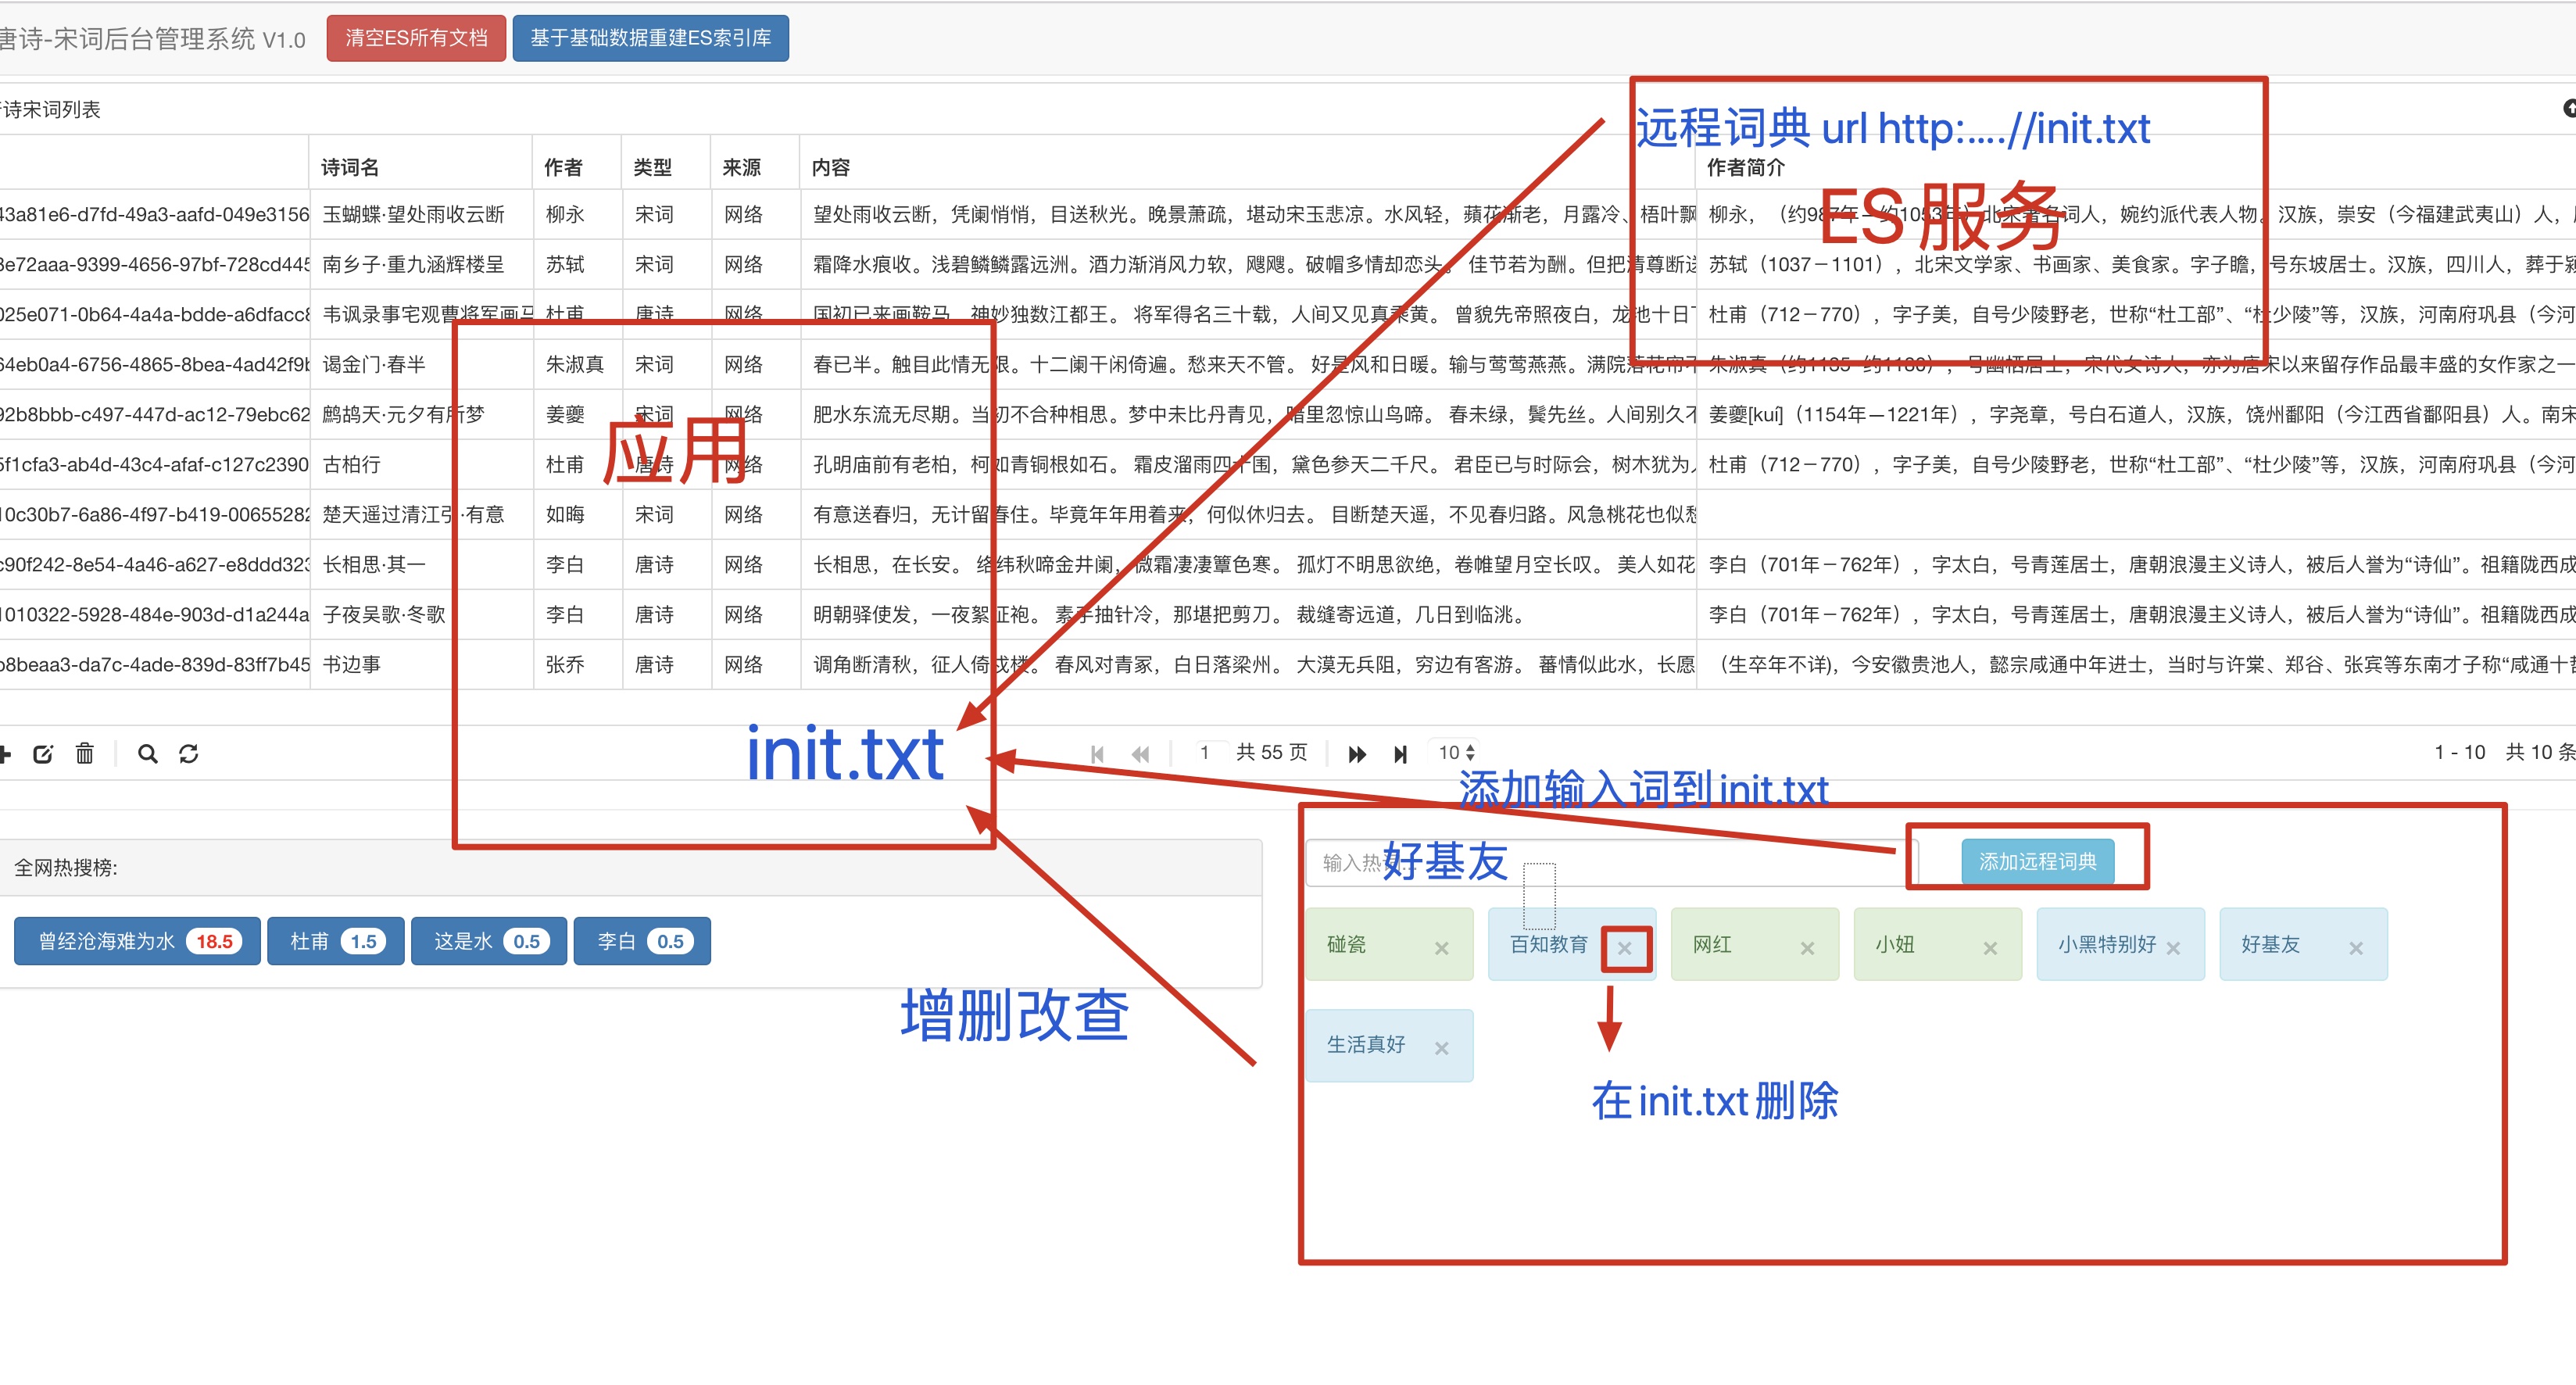 唐诗-宋词后台管理系统 V1.0 清空ES所有文档 基于基础数据重建ES索引库
诗宋词列表
远程词典 url http:....//init.txt
诗词名 作者 类型 来源 内容 作者简介
ES服务
43a81e6-d7fd-49a3-aafd-049e3156 玉蝴蝶·望处雨收云断 柳永 宋词 网络 望处雨收云断，凭阑悄悄，目送秋光。晚景萧疏，堪动宋玉悲凉。水风轻，蘋花渐老，月露冷、梧叶飘 柳永，（约987年—约1053年）北宋著名词人，婉约派代表人物。汉族，崇安（今福建武夷山）人，
3e72aaa-9399-4656-97bf-728cd445 南乡子·重九涵辉楼呈 苏轼 宋词 网络 霜降水痕收。浅碧鳞鳞露远洲。酒力渐消风力软，飕飕。破帽多情却恋头。 佳节若为酬。但把清尊断送 苏轼（1037－1101），北宋文学家、书画家、美食家。字子瞻，号东坡居士。汉族，四川人，葬于颍
025e071-0b64-4a4a-bdde-a6dfacc8 韦讽录事宅观曹将军画马 杜甫 唐诗 网络 国初已来画鞍马，神妙独数江都王。 将军得名三十载，人间又见真乘黄。 曾貌先帝照夜白，龙池十日 杜甫（712－770），字子美，自号少陵野老，世称“杜工部”、“杜少陵”等，汉族，河南府巩县（今河
64eb0a4-6756-4865-8bea-4ad42f9b 谒金门·春半 朱淑真 宋词 网络 春已半。触目此情无限。十二阑干闲倚遍。愁来天不管。 好是风和日暖。输与莺莺燕燕。满院落花帘不 朱淑真（约1135－约1180），号幽栖居士，宋代女诗人，亦为唐宋以来留存作品最丰盛的女作家之一
92b8bbb-c497-447d-ac12-79ebc62 鹧鸪天·元夕有所梦 姜夔 宋词 网络 肥水东流无尽期。当初不合种相思。梦中未比丹青见，暗里忽惊山鸟啼。 春未绿，鬓先丝。人间别久不 姜夔[kuí]（1154年—1221年），字尧章，号白石道人，汉族，饶州鄱阳（今江西省鄱阳县）人。南宋
应用
5f1cfa3-ab4d-43c4-afaf-c127c2390 古柏行 杜甫 唐诗 网络 孔明庙前有老柏，柯如青铜根如石。 霜皮溜雨四十围，黛色参天二千尺。 君臣已与时际会，树木犹为人 杜甫（712－770），字子美，自号少陵野老，世称“杜工部”、“杜少陵”等，汉族，河南府巩县（今河
10c30b7-6a86-4f97-b419-00655282 楚天遥过清江引·有意 如晦 宋词 网络 有意送春归，无计留春住。毕竟年年用着来，何似休归去。 目断楚天遥，不见春归路。风急桃花也似愁
c90f242-8e54-4a46-a627-e8ddd323 长相思·其一 李白 唐诗 网络 长相思，在长安。 络纬秋啼金井阑，微霜凄凄簟色寒。 孤灯不明思欲绝，卷帷望月空长叹。 美人如花 李白（701年－762年），字太白，号青莲居士，唐朝浪漫主义诗人，被后人誉为“诗仙”。祖籍陇西成
1010322-5928-484e-903d-d1a244a 子夜吴歌·冬歌 李白 唐诗 网络 明朝驿使发，一夜絮征袍。 素手抽针冷，那堪把剪刀。 裁缝寄远道，几日到临洮。 李白（701年－762年），字太白，号青莲居士，唐朝浪漫主义诗人，被后人誉为“诗仙”。祖籍陇西成
b8beaa3-da7c-4ade-839d-83ff7b45 书边事 张乔 唐诗 网络 调角断清秋，征人倚戍楼。 春风对青冢，白日落梁州。 大漠无兵阻，穷边有客游。 蕃情似此水，长愿 （生卒年不详），今安徽贵池人，懿宗咸通中年进士，当时与许棠、郑谷、张宾等东南才子称“咸通十哲
init.txt
1 共 55 页 10 1 - 10 共 10 条
添加输入词到init.txt
输入热词... 好基友 添加远程词典
全网热搜榜:
曾经沧海难为水 18.5 杜甫 1.5 这是水 0.5 李白 0.5
碰瓷 × 百知教育 × 网红 × 小妞 × 小黑特别好 × 好基友 ×
增删改查
生活真好 ×
在init.txt删除